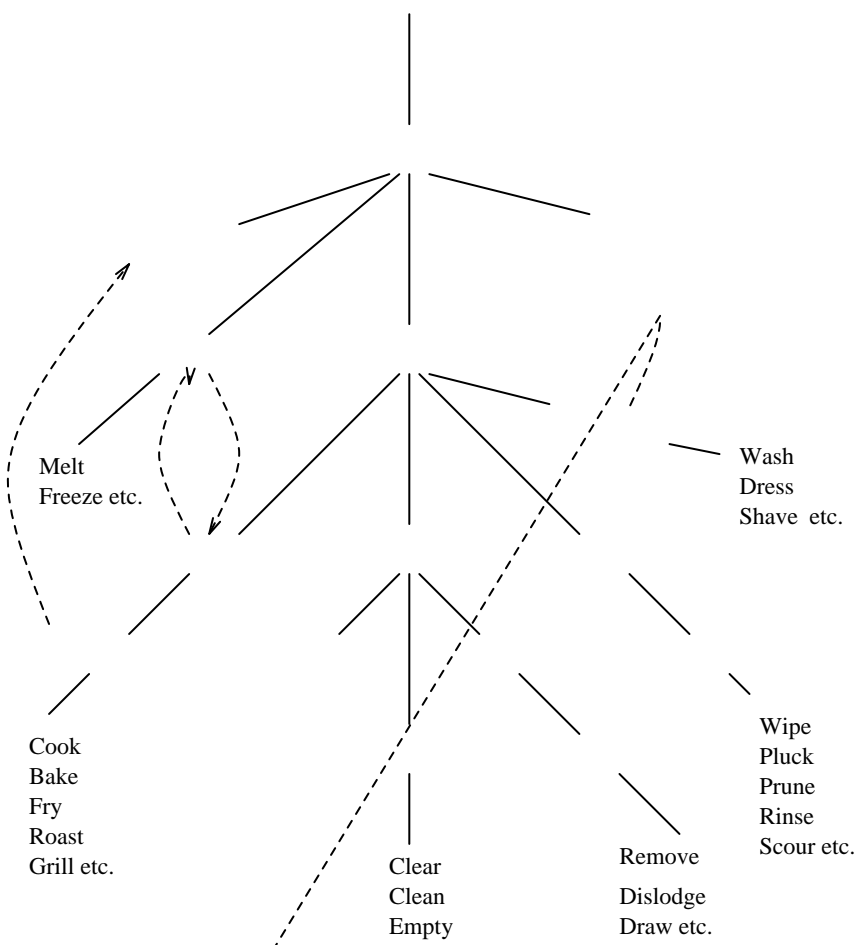 Melt
Freeze etc.
Wash
Dress
Shave etc.
Cook
Bake
Fry
Roast
Grill etc.
Clear
Clean
Empty
Remove
Dislodge
Draw etc.
Wipe
Pluck
Prune
Rinse
Scour etc.